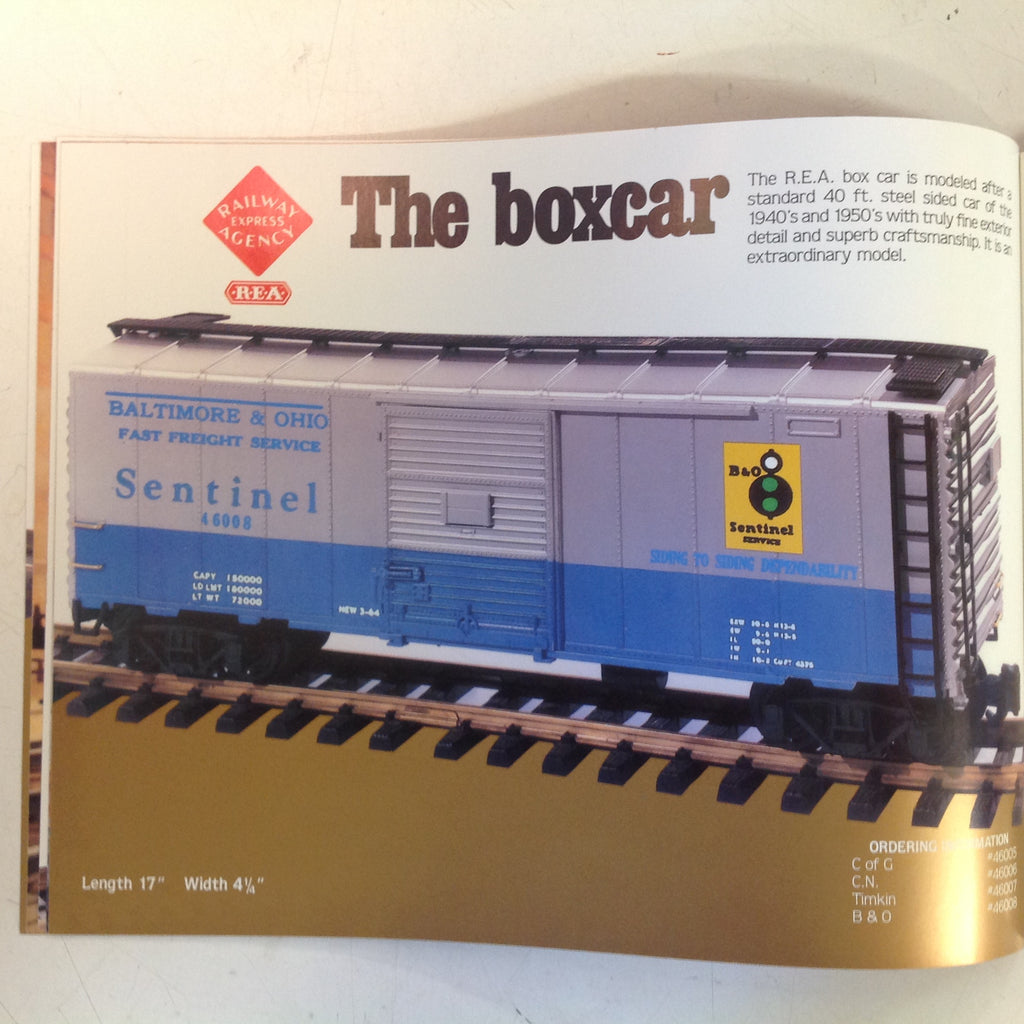 RAILWAY
EXPRESS
AGENCY
R·E·A
The boxcar
The R.E.A. box car is modeled after a
standard 40 ft. steel sided car of the
1940's and 1950's with truly fine exterior
detail and superb craftsmanship. It is an
extraordinary model.
BALTIMORE & OHIO
FAST FREIGHT SERVICE
Sentinel
46008
CAPY 150000
LD LMT 160000
LT WT 72000
NEW 3-64
B&O
Sentinel
SERVICE
SIDING TO SIDING DEPENDABILITY
Length 17" Width 4¼"
ORDERING
C of G #46005
C.N. #46006
Timkin #46007
B & O #46008